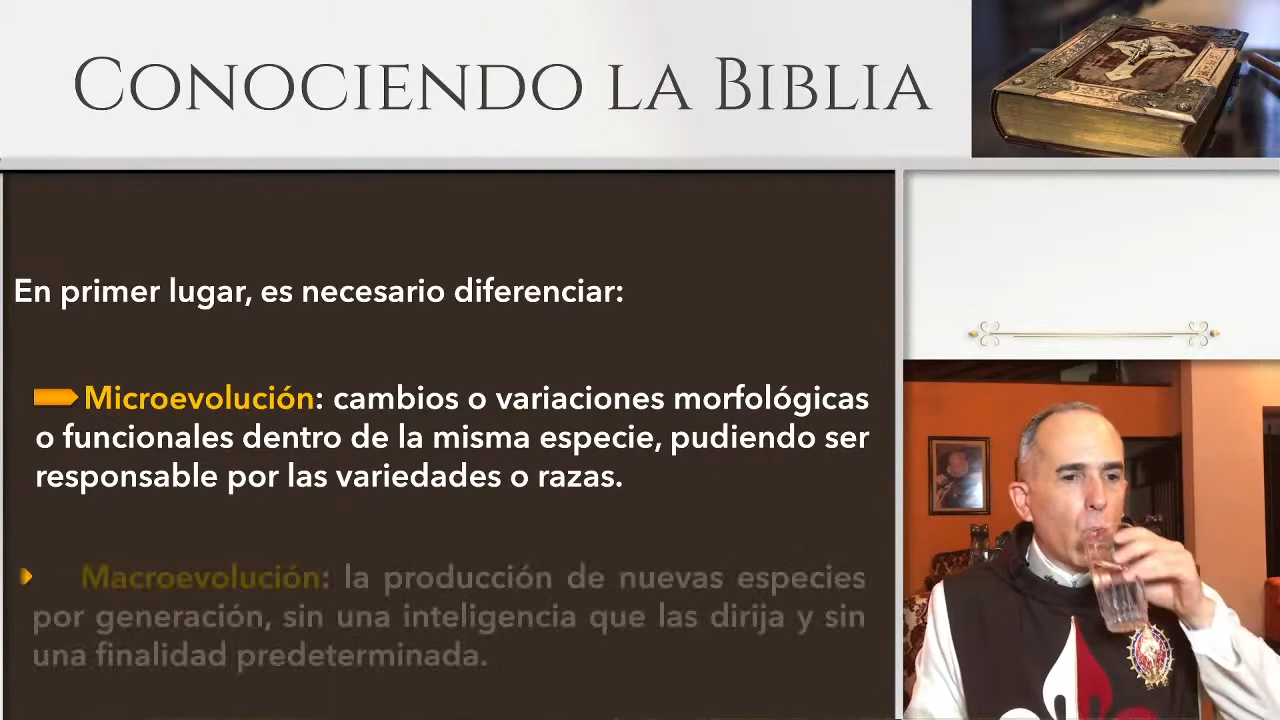 CONOCIENDO LA BIBLIA
En primer lugar, es necesario diferenciar:
Microevolución: cambios o variaciones morfológicas
o funcionales dentro de la misma especie, pudiendo ser
responsable por las variedades o razas.
Macroevolución: la producción de nuevas especies
por generación, sin una inteligencia que las dirija y sin
una finalidad predeterminada.